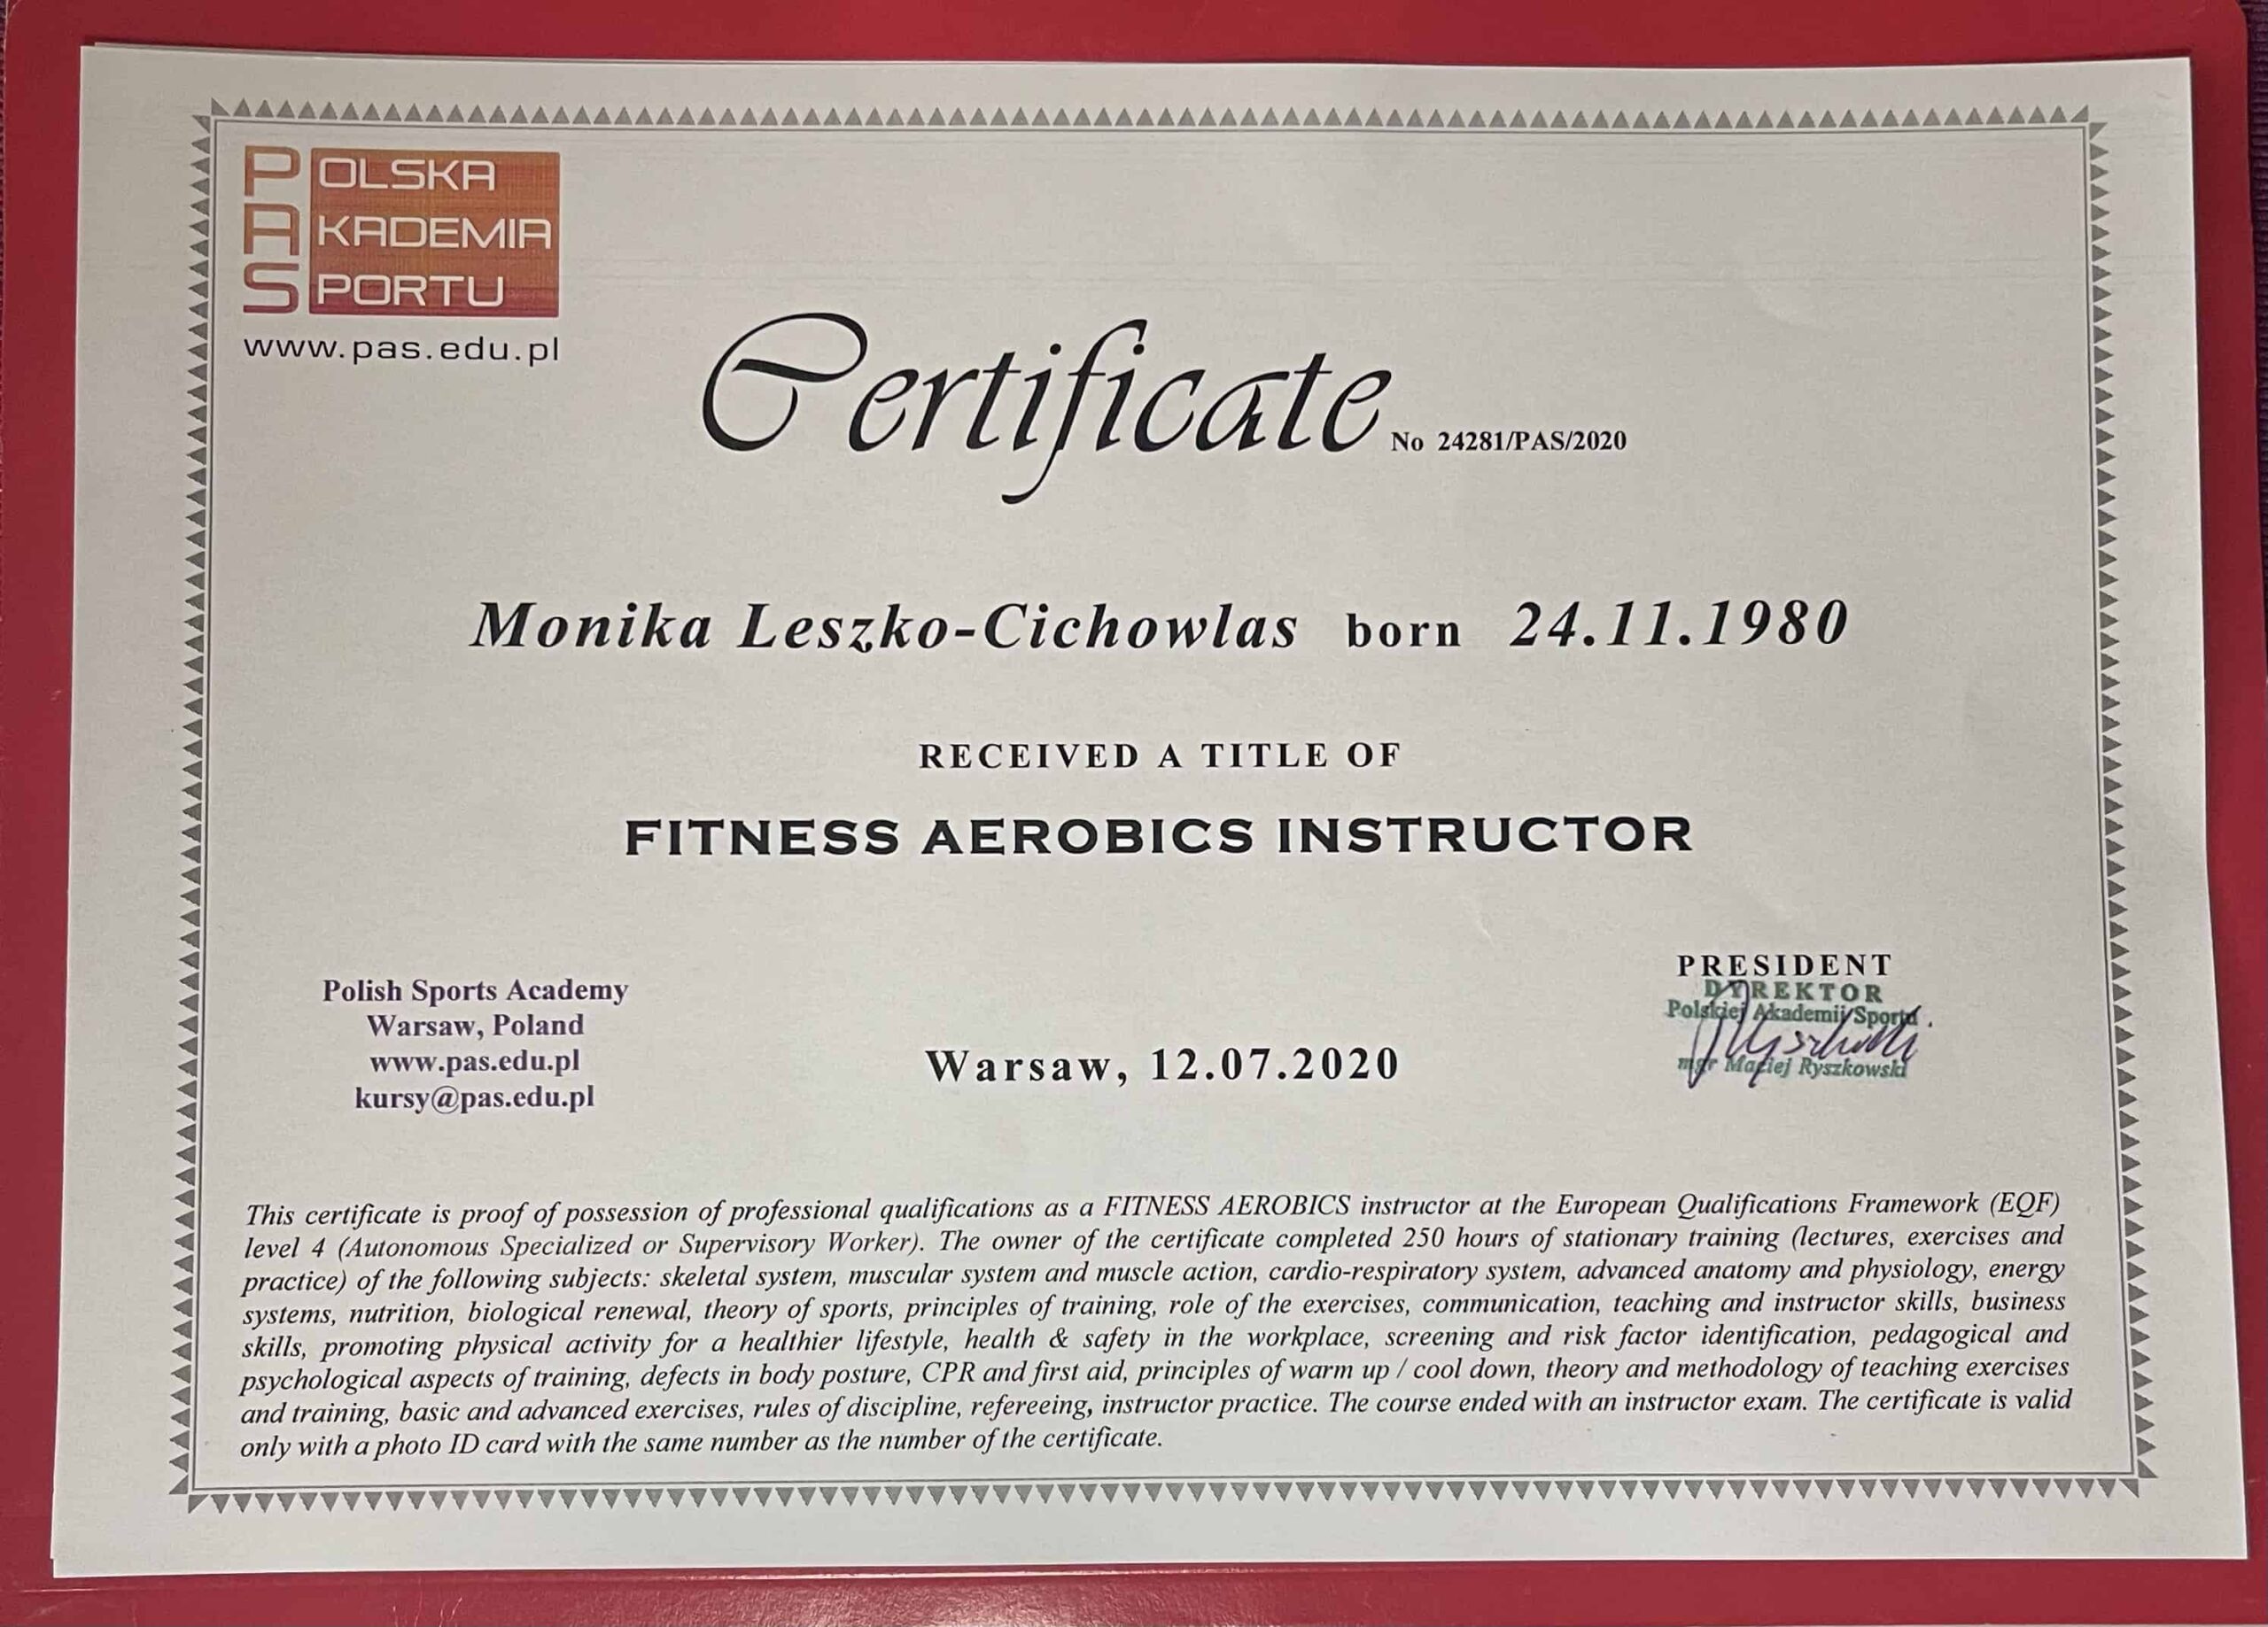 POLSKA
AKADEMIA
SPORTU
www.pas.edu.pl
Certificate No 24281/PAS/2020
Monika Leszko-Cichowlas born 24.11.1980
RECEIVED A TITLE OF
FITNESS AEROBICS INSTRUCTOR
Polish Sports Academy
Warsaw, Poland
www.pas.edu.pl
kursy@pas.edu.pl
Warsaw, 12.07.2020
PRESIDENT
DYREKTOR
Polskiej Akademii Sportu
mgr Maciej Ryszkowski
This certificate is proof of possession of professional qualifications as a FITNESS AEROBICS instructor at the European Qualifications Framework (EQF)
level 4 (Autonomous Specialized or Supervisory Worker). The owner of the certificate completed 250 hours of stationary training (lectures, exercises and
practice) of the following subjects: skeletal system, muscular system and muscle action, cardio-respiratory system, advanced anatomy and physiology, energy
systems, nutrition, biological renewal, theory of sports, principles of training, role of the exercises, communication, teaching and instructor skills, business
skills, promoting physical activity for a healthier lifestyle, health & safety in the workplace, screening and risk factor identification, pedagogical and
psychological aspects of training, defects in body posture, CPR and first aid, principles of warm up / cool down, theory and methodology of teaching exercises
and training, basic and advanced exercises, rules of discipline, refereeing, instructor practice. The course ended with an instructor exam. The certificate is valid
only with a photo ID card with the same number as the number of the certificate.